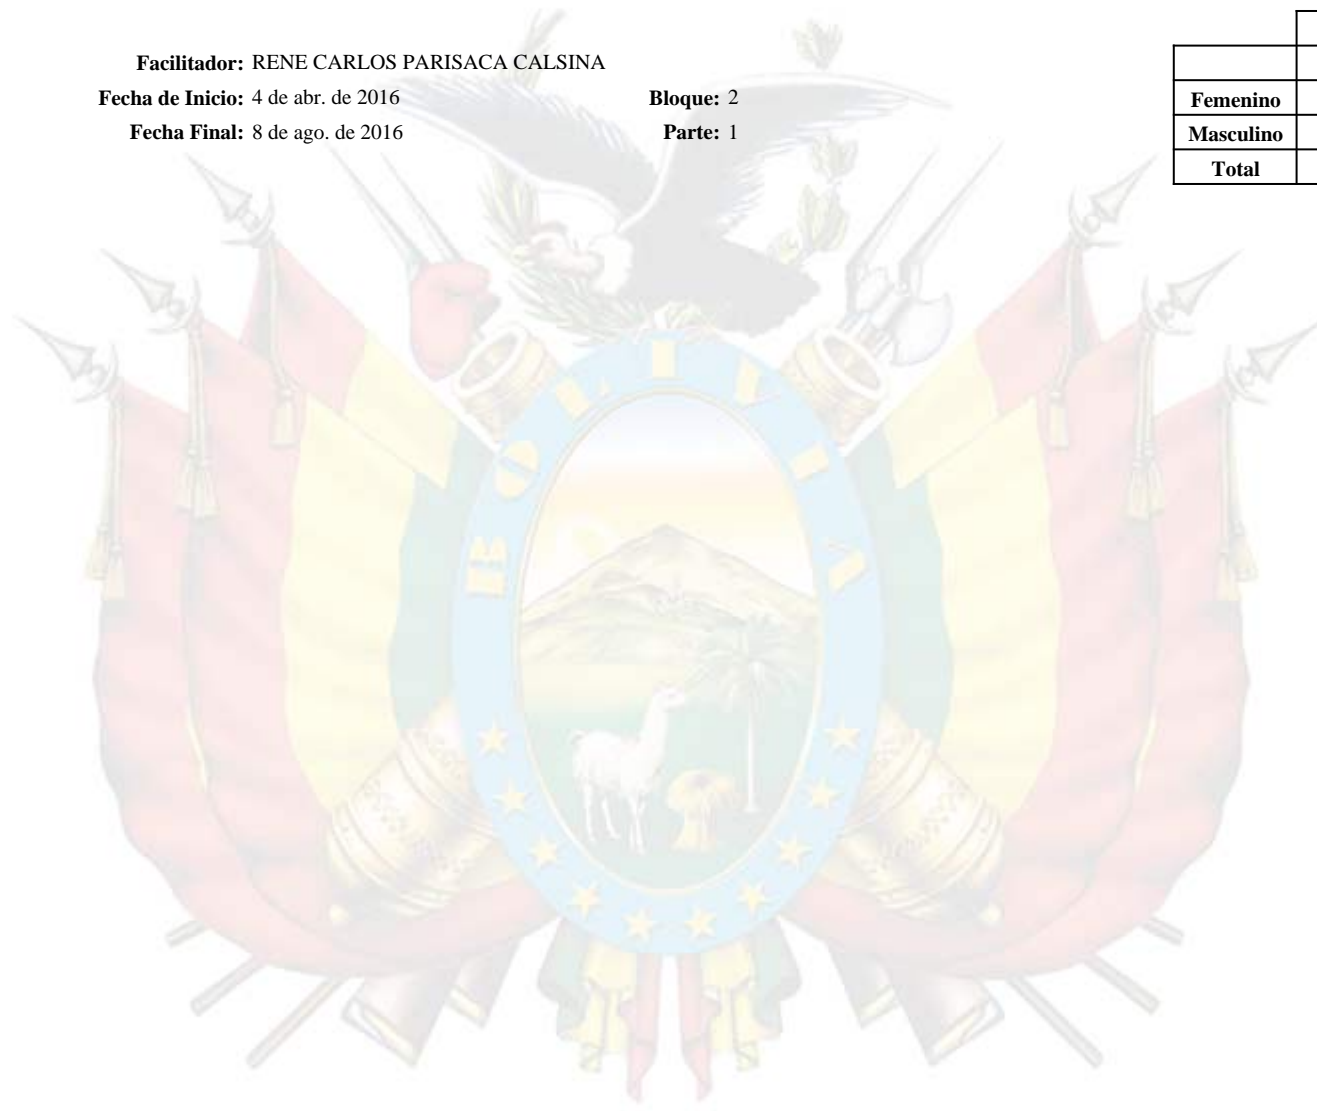 Facilitador: RENE CARLOS PARISACA CALSINA
Fecha de Inicio: 4 de abr. de 2016 Bloque: 2
Fecha Final: 8 de ago. de 2016 Parte: 1
Femenino
Masculino
Total
BOLIVIA